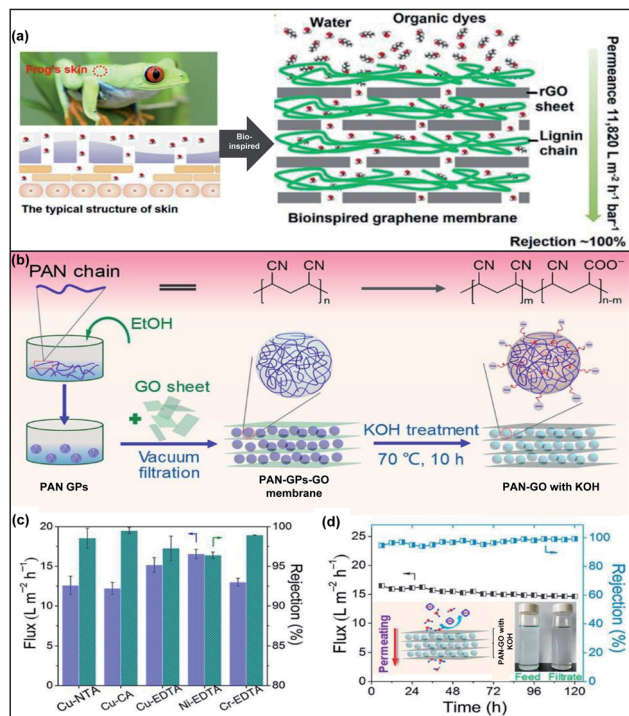 (a)
Frog's skin
Bio-
inspired
The typical structure of skin
Water
Organic dyes
rGO
sheet
Lignin
chain
Bioinspired graphene membrane
Permeance 11,820 L m⁻² h⁻¹ bar⁻¹
Rejection ~100%
(b)
PAN chain
CN CN
n
CN CN CN COO⁻
m n-m
EtOH
GO sheet
+
Vacuum
filtration
KOH treatment
70 °C, 10 h
PAN GPs
PAN-GPs-GO
membrane
PAN-GO with KOH
(c)
Flux (L m⁻² h⁻¹)
20
15
10
5
0
Rejection (%)
100
95
90
85
80
Cu-NTA
Cu-CA
Cu-EDTA
Ni-EDTA
Cr-EDTA
(d)
Flux (L m⁻² h⁻¹)
25
20
15
10
5
0
Rejection (%)
100
80
60
40
20
0
Permeating
PAN-GO with
KOH
Feed
Filtrate
0 24 48 72 96 120
Time (h)